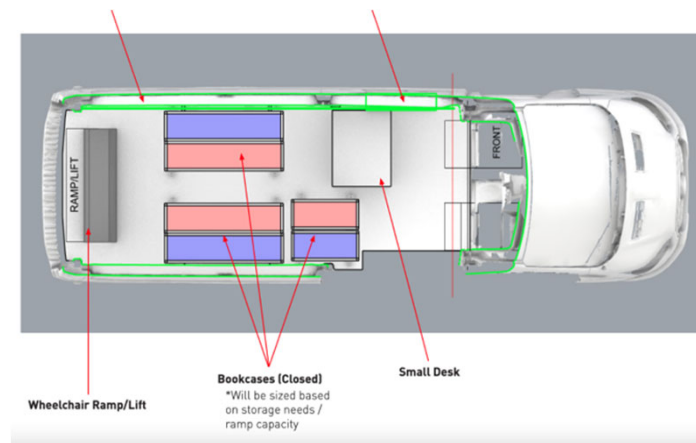 RAMP/LIFT
FRONT
Wheelchair Ramp/Lift
Bookcases (Closed)
*Will be sized based
on storage needs /
ramp capacity
Small Desk